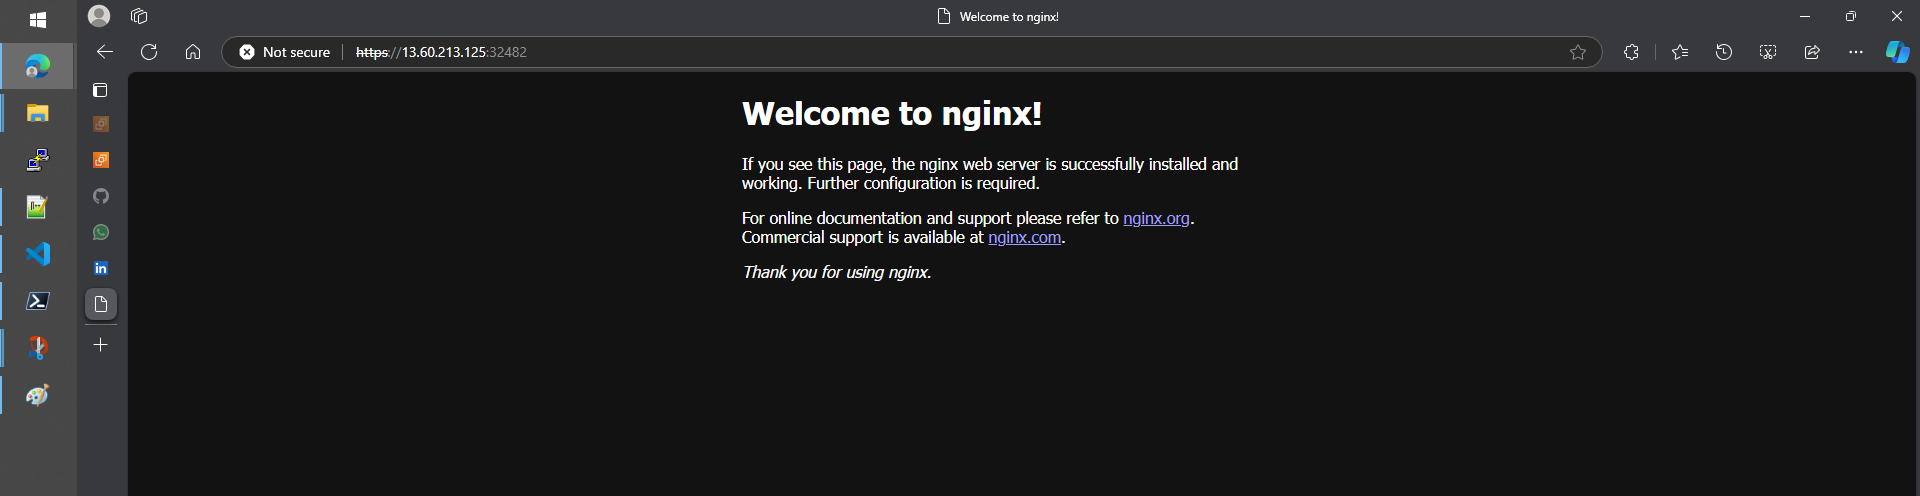 Welcome to nginx!
Not secure https://13.60.213.125:32482
Welcome to nginx!
If you see this page, the nginx web server is successfully installed and
working. Further configuration is required.
For online documentation and support please refer to nginx.org.
Commercial support is available at nginx.com.
Thank you for using nginx.
in